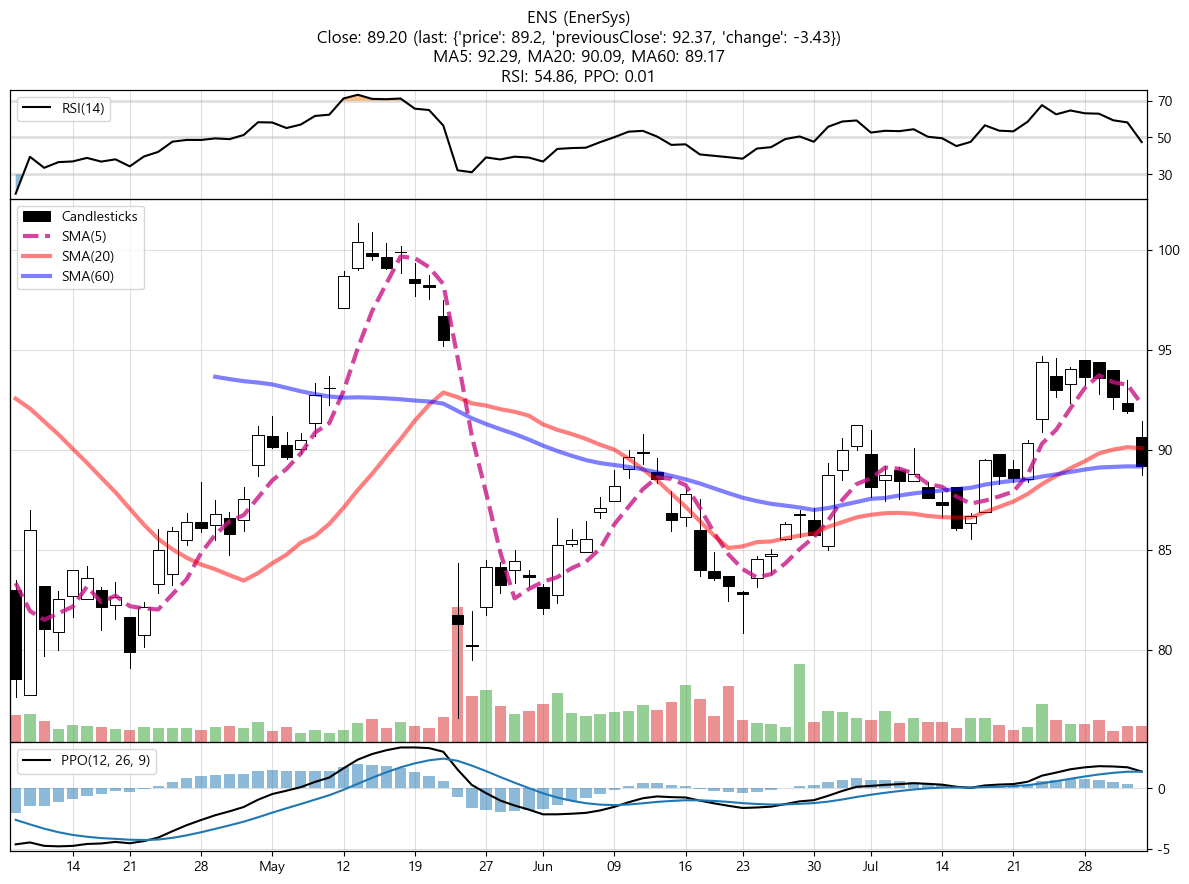 ENS (EnerSys)
Close: 89.20 (last: {'price': 89.2, 'previousClose': 92.37, 'change': -3.43})
MA5: 92.29, MA20: 90.09, MA60: 89.17
RSI: 54.86, PPO: 0.01
RSI(14)
70
50
30
Candlesticks
SMA(5)
SMA(20)
SMA(60)
100
95
90
85
80
PPO(12, 26, 9)
0
-5
14 21 28 May 12 19 27 Jun 09 16 23 30 Jul 14 21 28